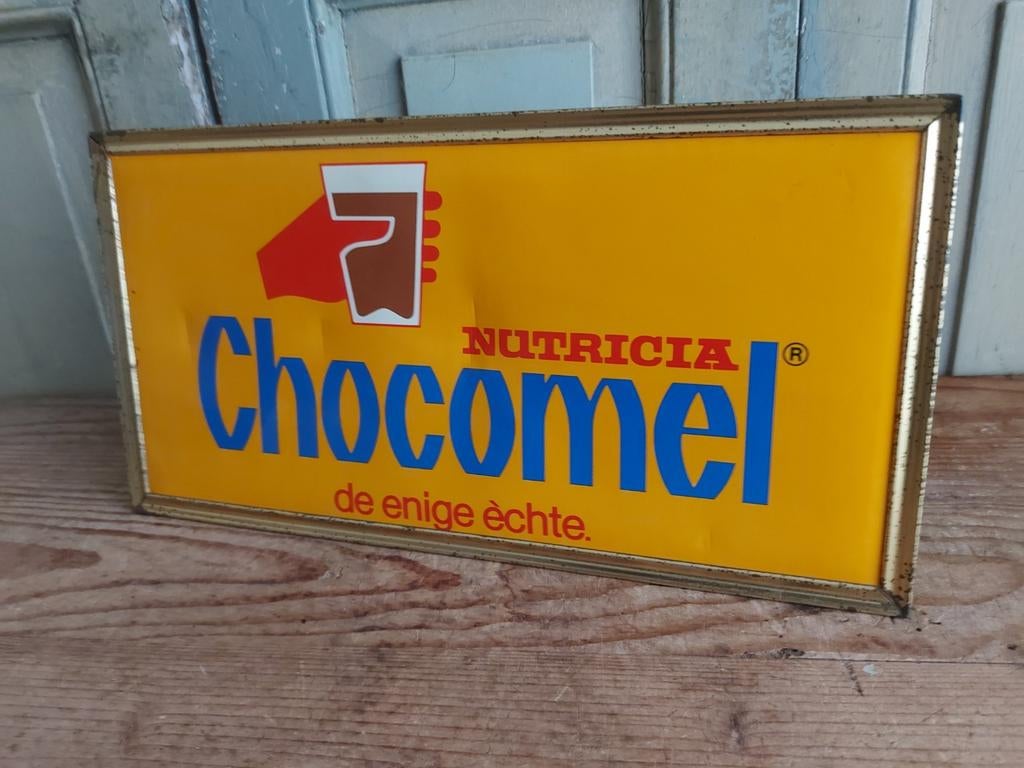 NUTRICIA
Chocomel ®
de enige èchte.